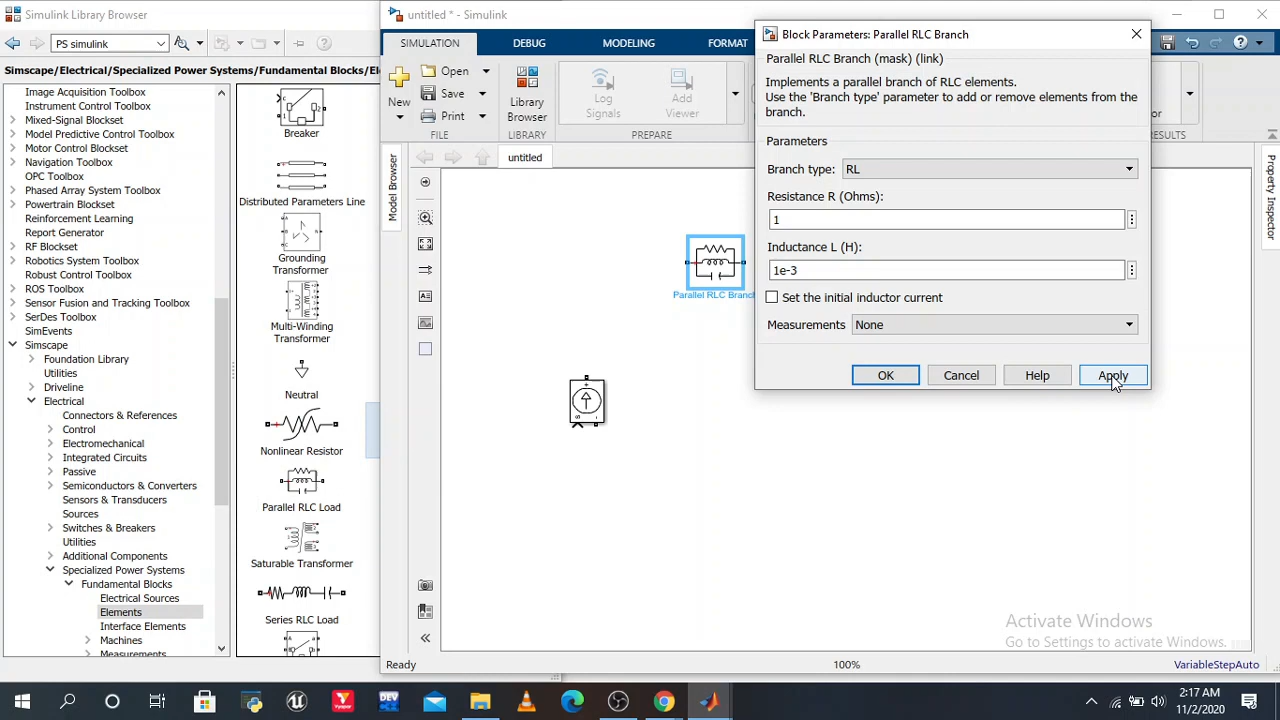 Simulink Library Browser
untitled * - Simulink
Block Parameters: Parallel RLC Branch
PS simulink
SIMULATION
DEBUG
MODELING
FORMAT
Parallel RLC Branch (mask) (link)
Implements a parallel branch of RLC elements.
Use the 'Branch type' parameter to add or remove elements from the
branch.
Parameters
Branch type: RL
Resistance R (Ohms):
1
Inductance L (H):
1e-3
Set the initial inductor current
Measurements None
OK
Cancel
Help
Apply
New
Open
Save
Print
FILE
Library
Browser
LIBRARY
Log
Signals
Add
Viewer
PREPARE
RESULTS
Simscape/Electrical/Specialized Power Systems/Fundamental Blocks/El
Image Acquisition Toolbox
Instrument Control Toolbox
Mixed-Signal Blockset
Model Predictive Control Toolbox
Motor Control Blockset
Navigation Toolbox
OPC Toolbox
Phased Array System Toolbox
Powertrain Blockset
Reinforcement Learning
Report Generator
RF Blockset
Robotics System Toolbox
Robust Control Toolbox
ROS Toolbox
Sensor Fusion and Tracking Toolbox
SerDes Toolbox
SimEvents
Simscape
Foundation Library
Utilities
Driveline
Electrical
Connectors & References
Control
Electromechanical
Integrated Circuits
Passive
Semiconductors & Converters
Sensors & Transducers
Sources
Switches & Breakers
Utilities
Additional Components
Specialized Power Systems
Fundamental Blocks
Electrical Sources
Elements
Interface Elements
Machines
Measurements
Breaker
Distributed Parameters Line
Grounding
Transformer
Multi-Winding
Transformer
Neutral
Nonlinear Resistor
Parallel RLC Load
Saturable Transformer
Series RLC Load
Model Browser
untitled
Property Inspector
Parallel RLC Branch
Activate Windows
Go to Settings to activate Windows.
Ready
100%
VariableStepAuto
2:17 AM
11/2/2020